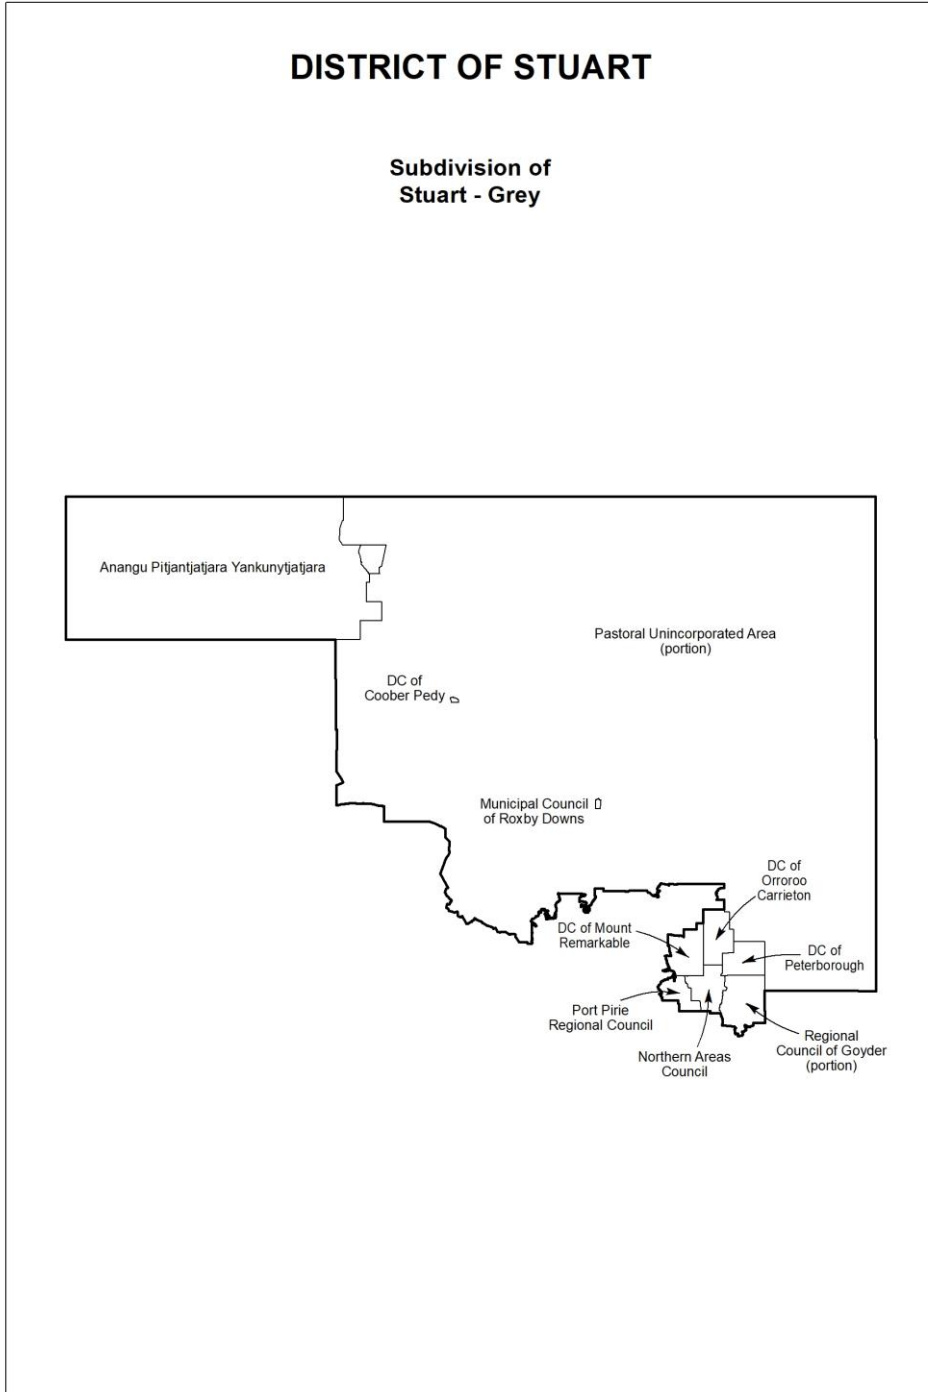 DISTRICT OF STUART
Subdivision of
Stuart - Grey
Anangu Pitjantjatjara Yankunytjatjara
Pastoral Unincorporated Area
(portion)
DC of
Coober Pedy
Municipal Council
of Roxby Downs
DC of
Orroroo
Carrieton
DC of Mount
Remarkable
DC of
Peterborough
Port Pirie
Regional Council
Regional
Council of Goyder
(portion)
Northern Areas
Council